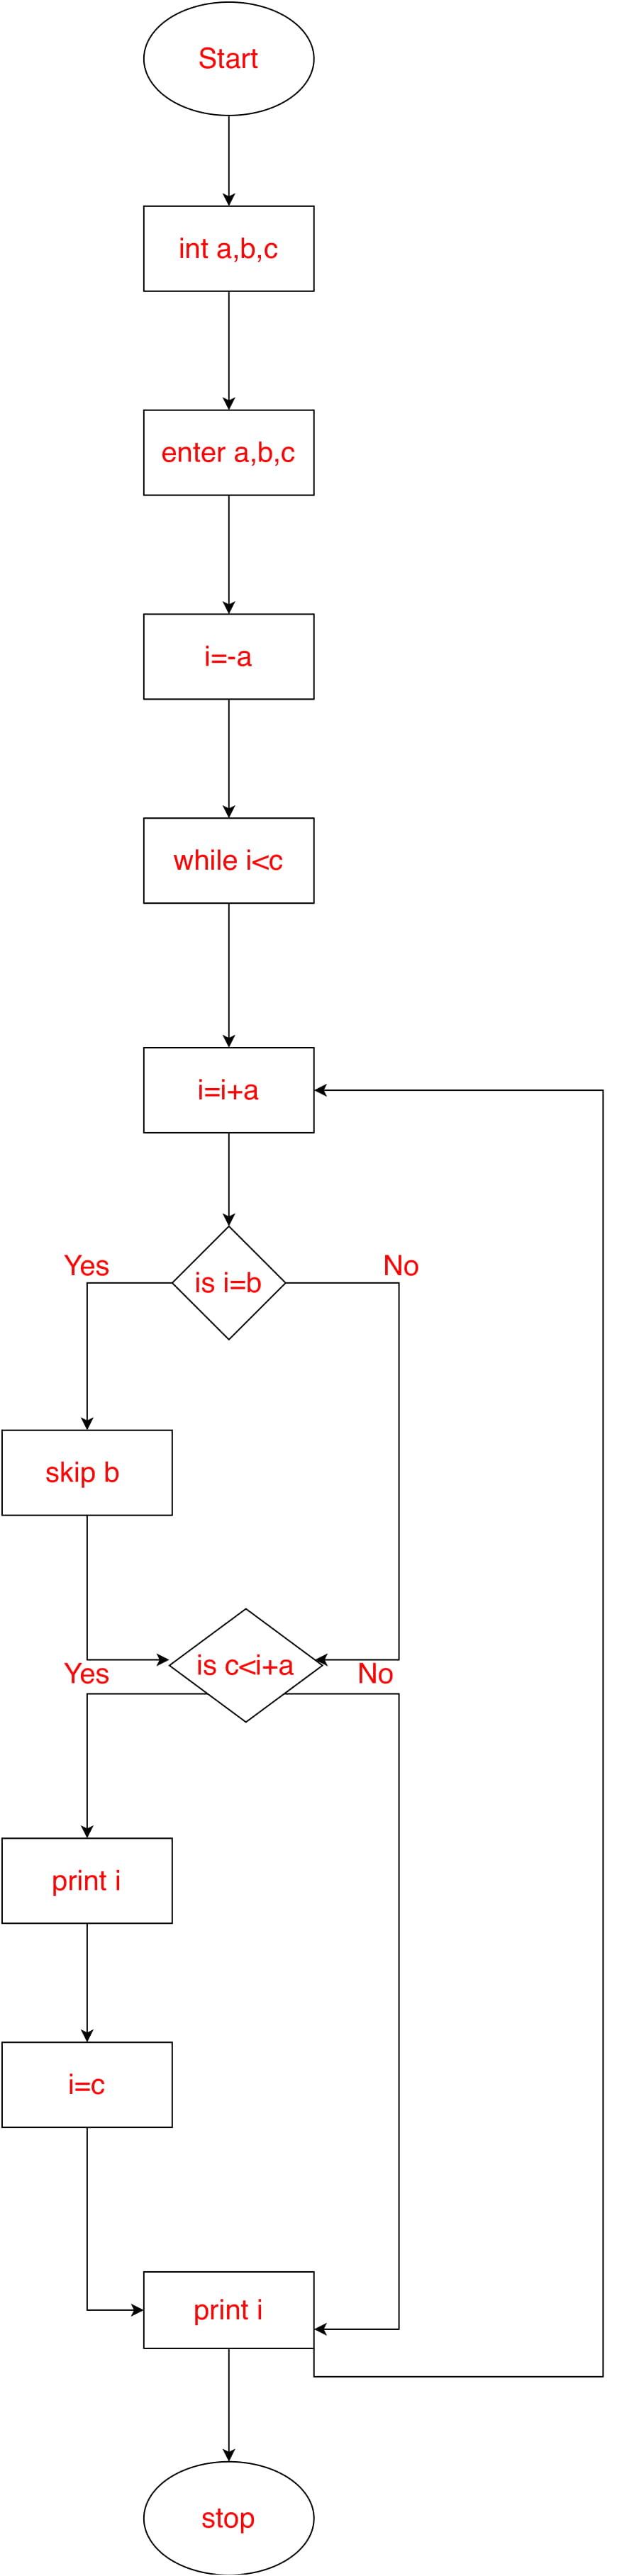 Start
int a,b,c
enter a,b,c
i=-a
while i<c
i=i+a
is i=b
Yes
No
skip b
is c<i+a
Yes
No
print i
i=c
print i
stop